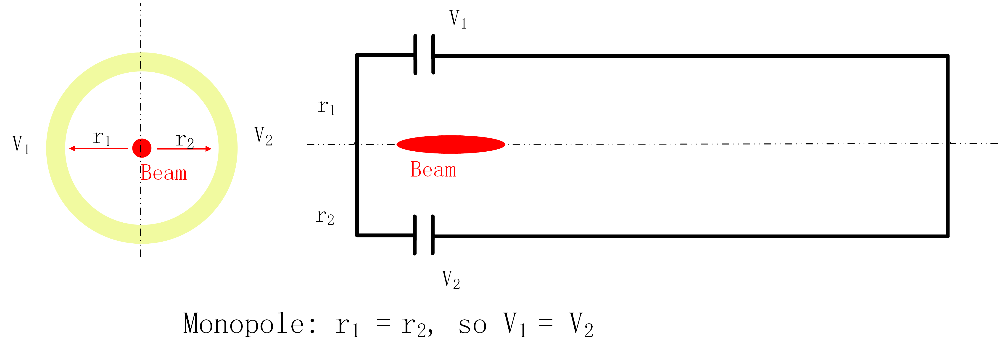 V₁
r₁
r₂
V₂
Beam
V₁
r₁
Beam
r₂
V₂
Monopole: r₁ = r₂, so V₁ = V₂